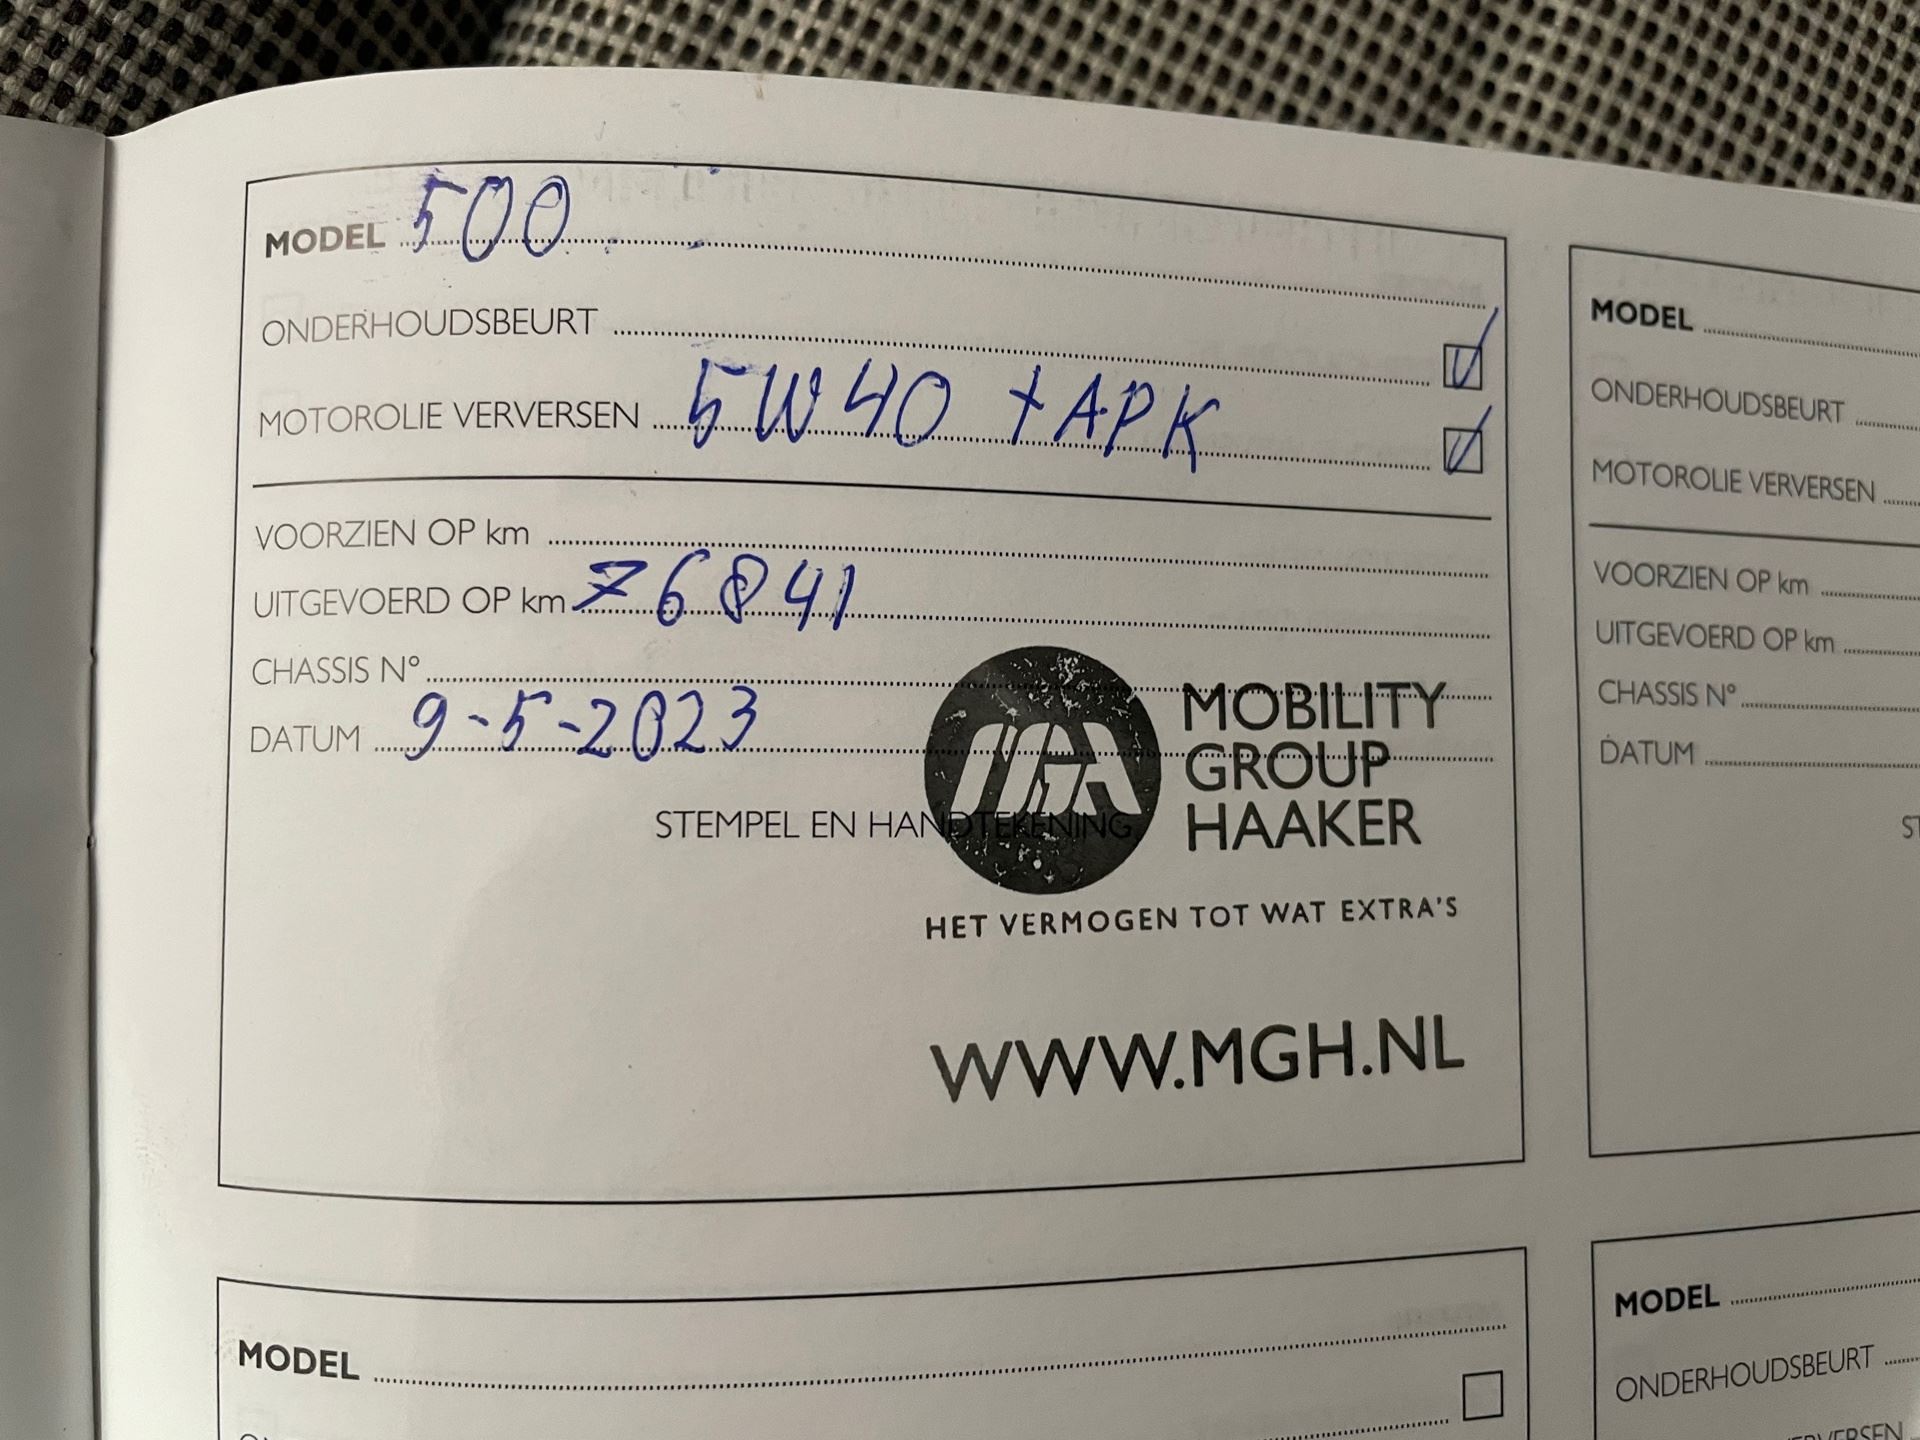 MODEL 500
ONDERHOUDSBEURT
MOTOROLIE VERVERSEN 5W40 + APK
VOORZIEN OP km
UITGEVOERD OP km 76841
CHASSIS N°
DATUM 9-5-2023
STEMPEL EN HANDTEKENING
MGH
MOBILITY
GROUP
HAAKER
HET VERMOGEN TOT WAT EXTRA'S
WWW.MGH.NL
MODEL
ONDERHOUDSBEURT
MOTOROLIE VERVERSEN
VOORZIEN OP km
UITGEVOERD OP km
CHASSIS N°
DATUM
MODEL
MODEL
ONDERHOUDSBEURT